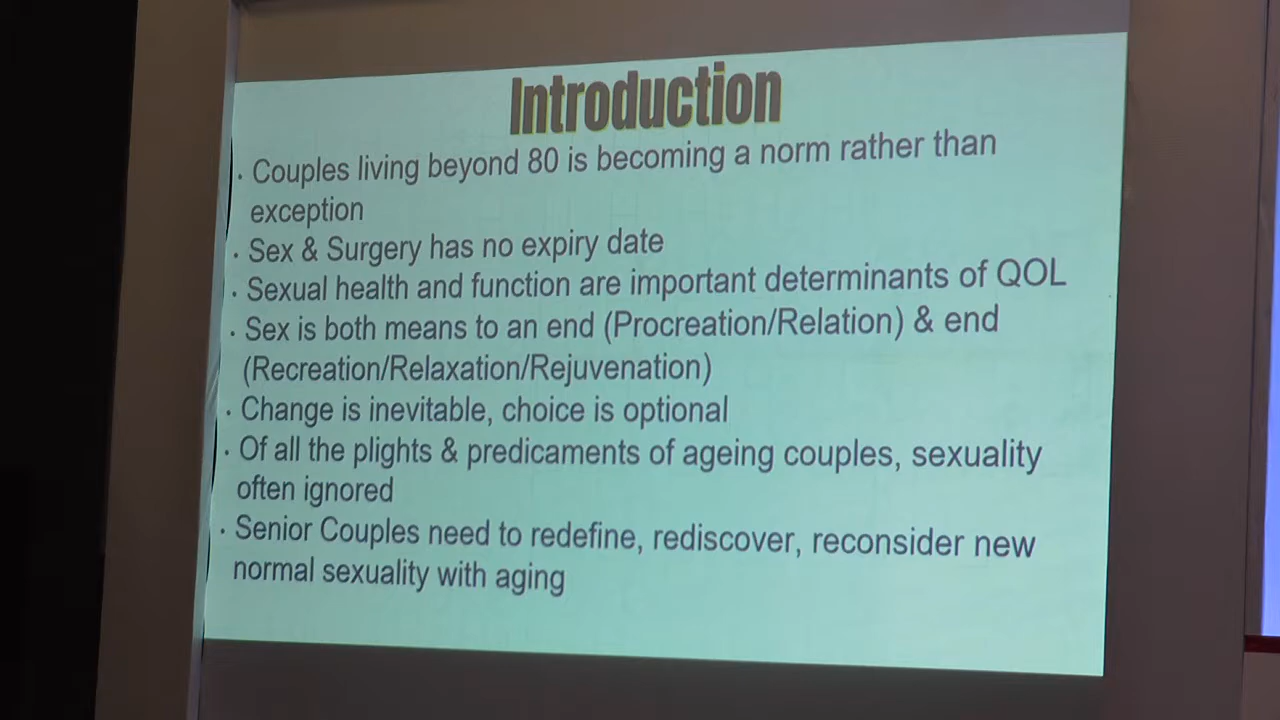 Introduction
· Couples living beyond 80 is becoming a norm rather than
exception
· Sex & Surgery has no expiry date
· Sexual health and function are important determinants of QOL
· Sex is both means to an end (Procreation/Relation) & end
(Recreation/Relaxation/Rejuvenation)
· Change is inevitable, choice is optional
· Of all the plights & predicaments of ageing couples, sexuality
often ignored
· Senior Couples need to redefine, rediscover, reconsider new
normal sexuality with aging